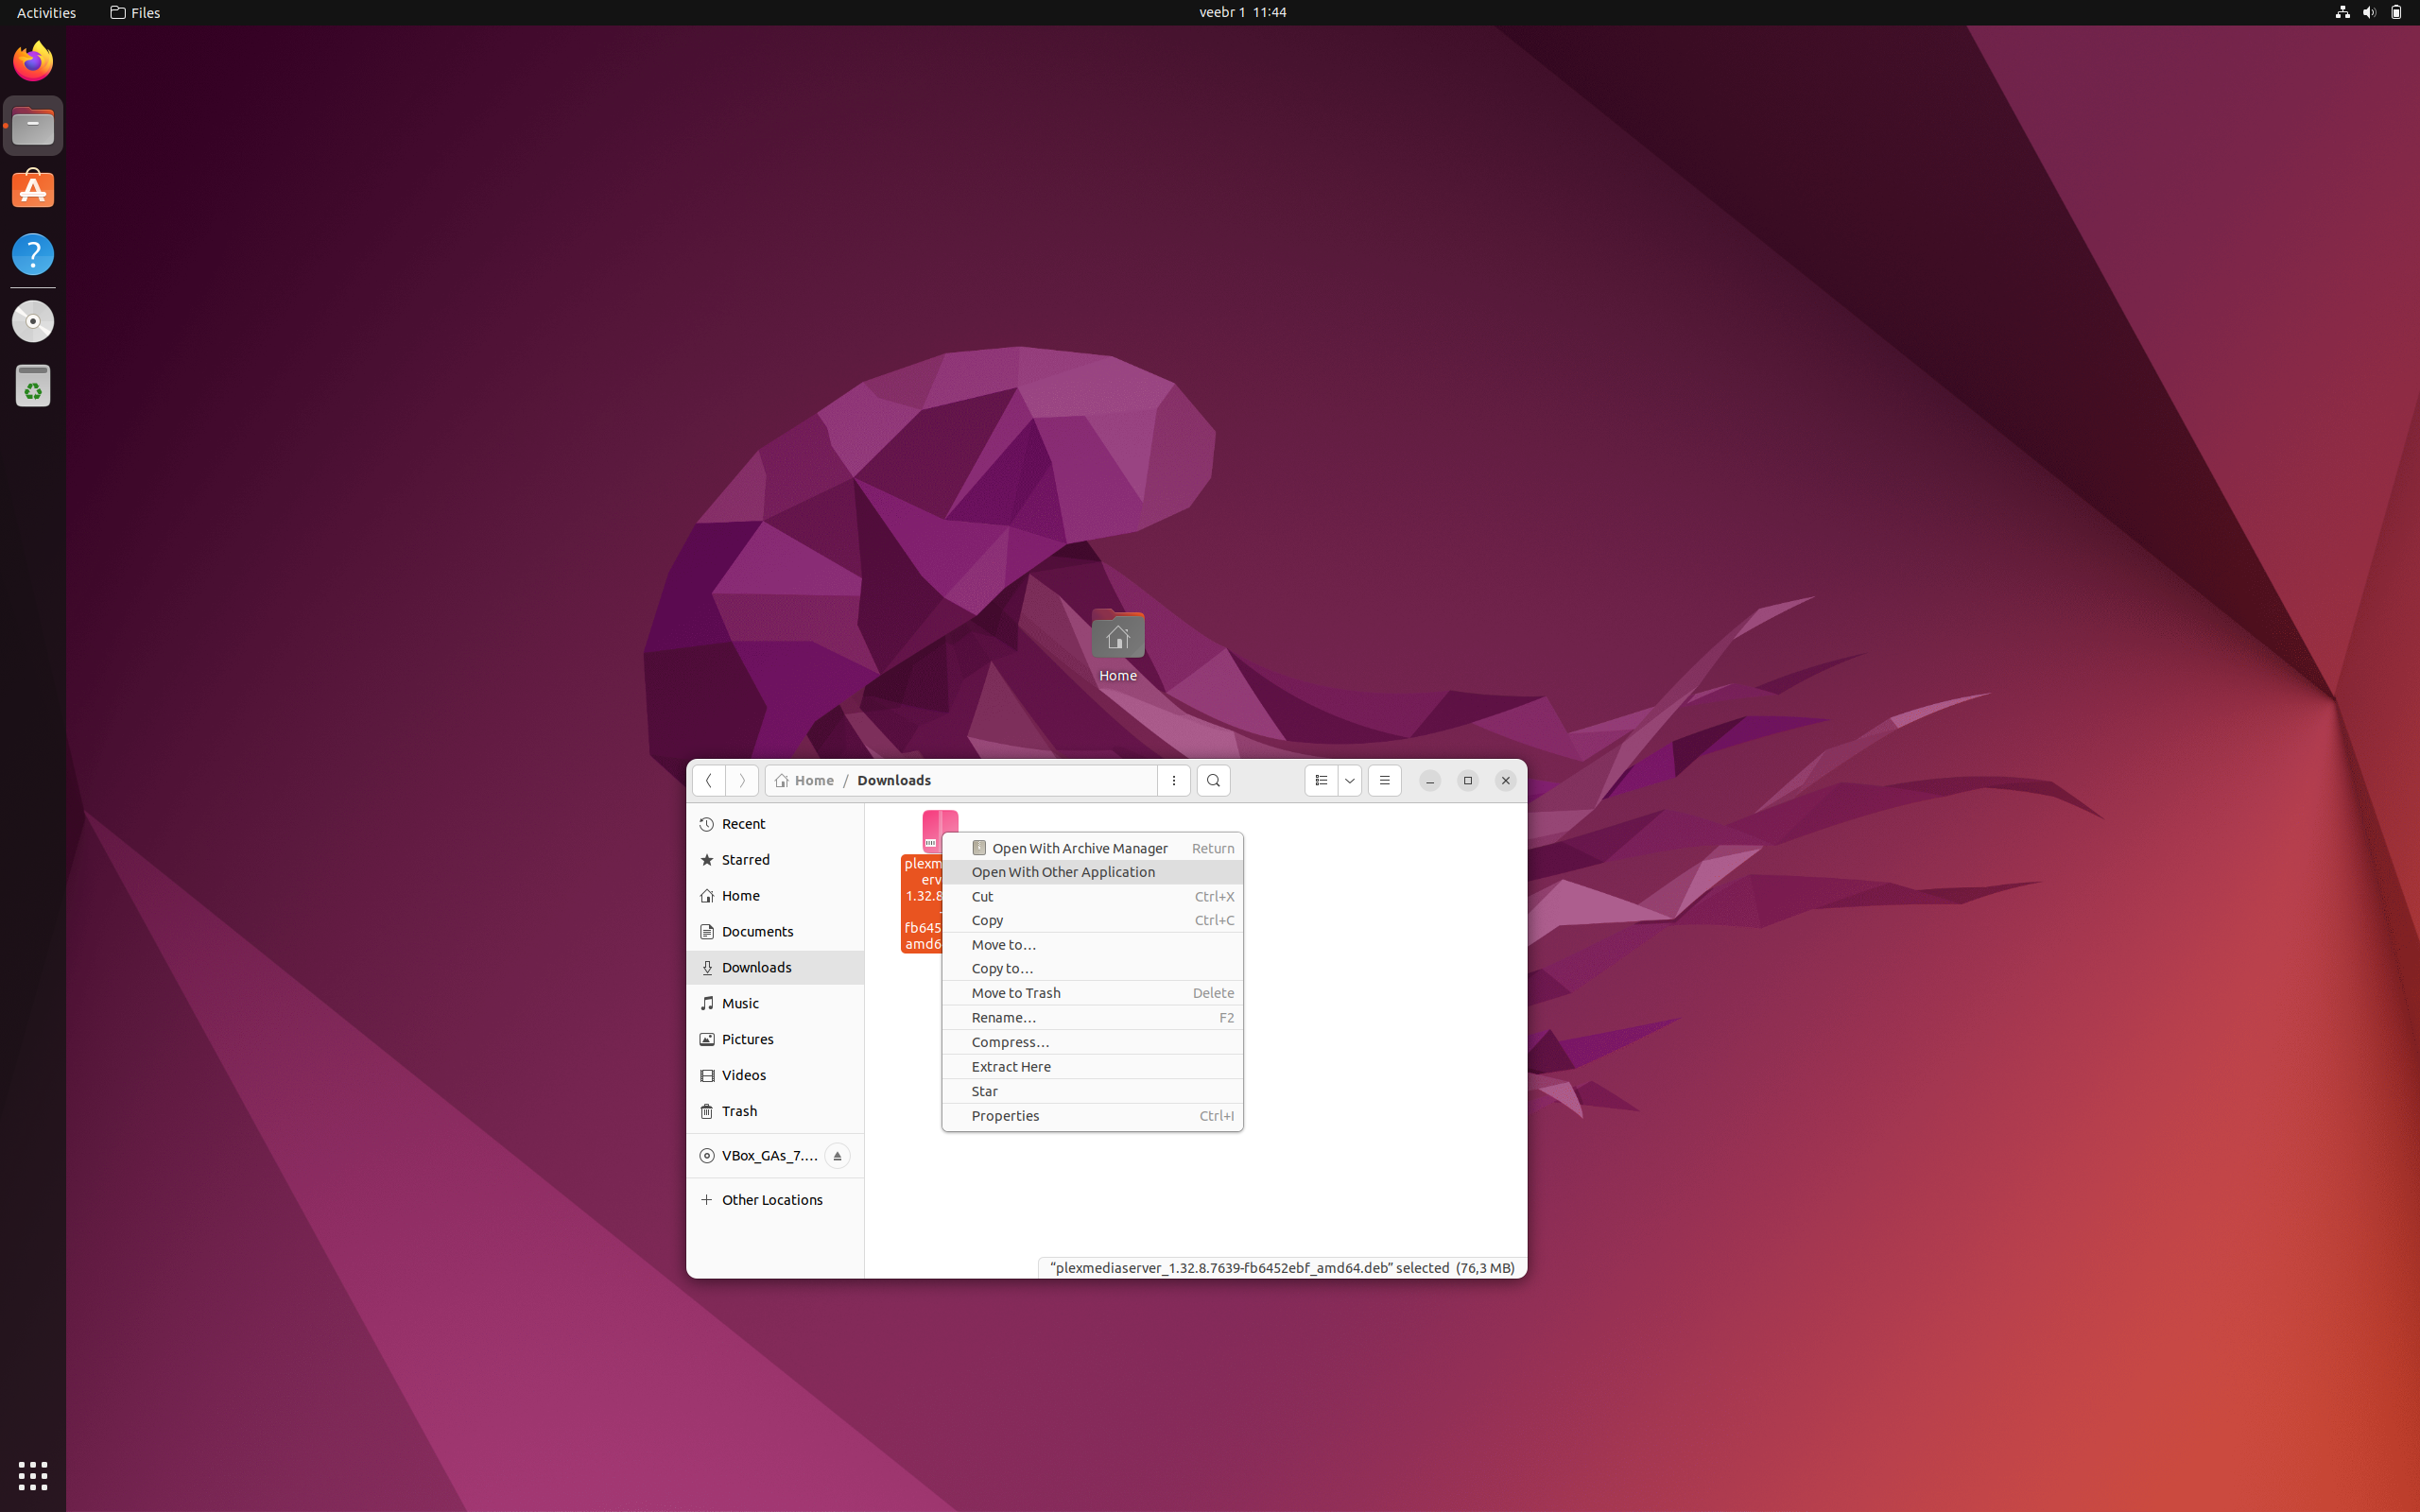 Activities Files veebr 1 11:44
Home
Home / Downloads
Recent
Starred
Home
Documents
Downloads
Music
Pictures
Videos
Trash
VBox_GAs_7....
Other Locations
plexm
erv
1.32.8
-
fb645
amd6
Open With Archive Manager Return
Open With Other Application
Cut Ctrl+X
Copy Ctrl+C
Move to…
Copy to…
Move to Trash Delete
Rename… F2
Compress…
Extract Here
Star
Properties Ctrl+I
“plexmediaserver_1.32.8.7639-fb6452ebf_amd64.deb” selected (76,3 MB)